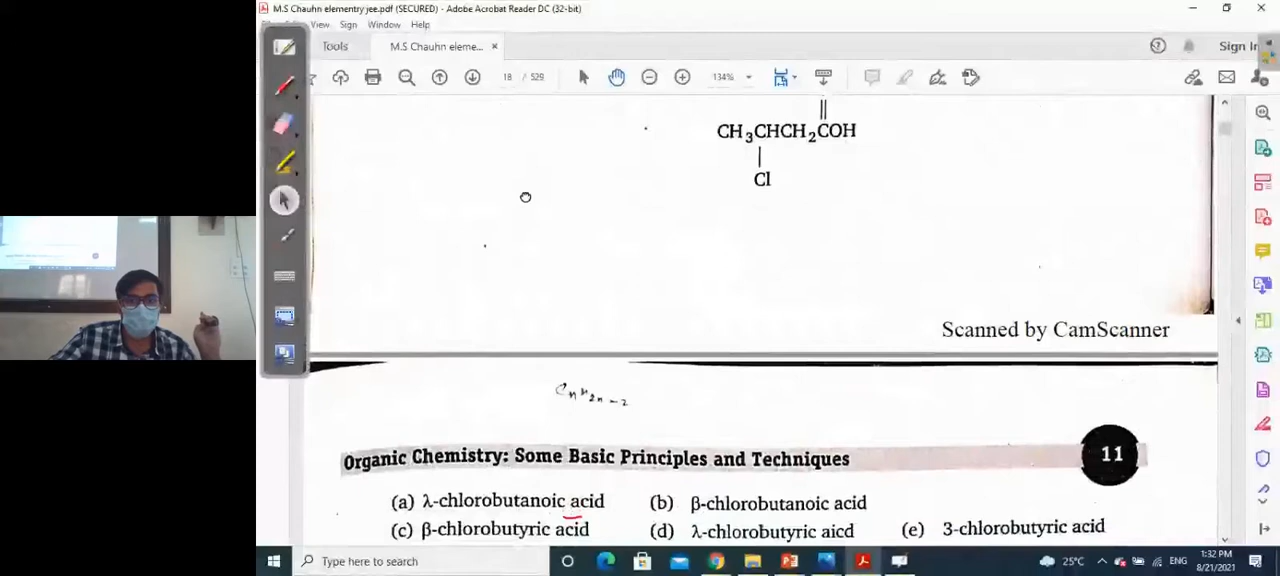 M.S Chauhn elementry jee.pdf (SECURED) - Adobe Acrobat Reader DC (32-bit)
View Sign Window Help
Tools M.S Chauhn eleme... × Sign In
18 / 529 134%
||
CH₃CHCH₂COH
|
Cl
Scanned by CamScanner
CₙH₂ₙ₋₂
Organic Chemistry: Some Basic Principles and Techniques 11
(a) λ-chlorobutanoic acid (b) β-chlorobutanoic acid
(c) β-chlorobutyric acid (d) λ-chlorobutyric aicd (e) 3-chlorobutyric acid
Type here to search 25°C ENG 1:32 PM
8/21/2021